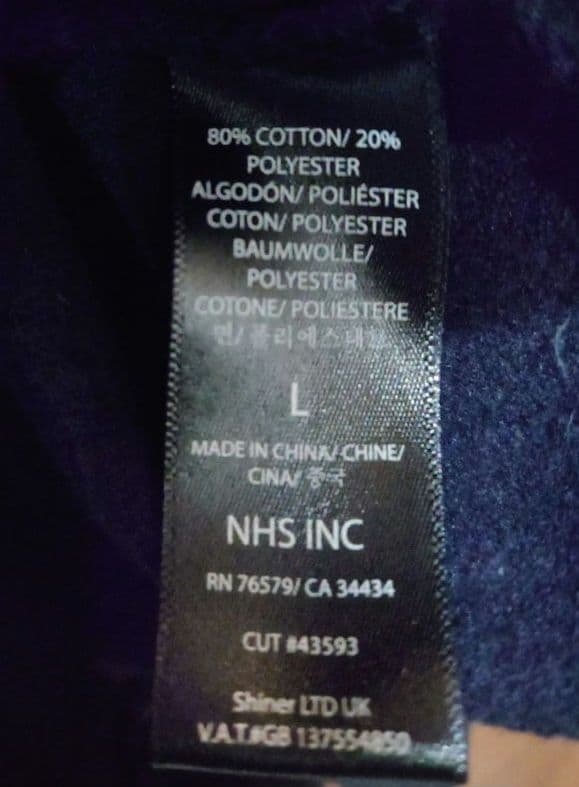 80% COTTON/ 20%
POLYESTER
ALGODÓN/ POLIÉSTER
COTON/ POLYESTER
BAUMWOLLE/
POLYESTER
COTONE/ POLIESTERE
면/ 폴리에스테르
L
MADE IN CHINA/ CHINE/
CINA/ 중국
NHS INC
RN 76579/ CA 34434
CUT #43593
Shiner LTD UK
V.A.T.#GB 137554850